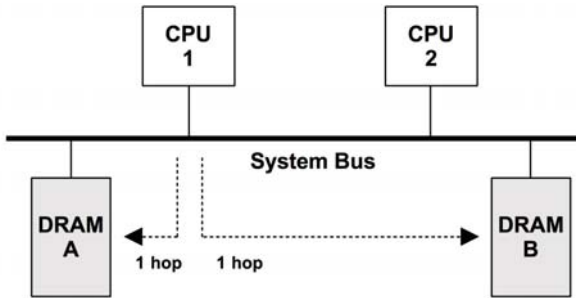 CPU
1
CPU
2
System Bus
DRAM
A
1 hop
1 hop
DRAM
B